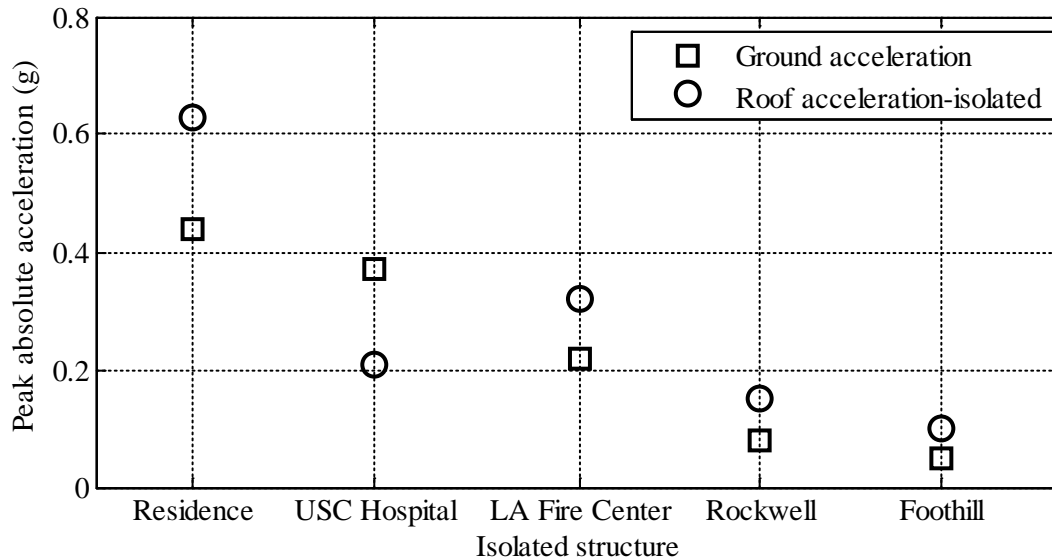 Peak absolute acceleration (g)
0.8
0.6
0.4
0.2
0
Ground acceleration
Roof acceleration-isolated
Residence USC Hospital LA Fire Center Rockwell Foothill
Isolated structure